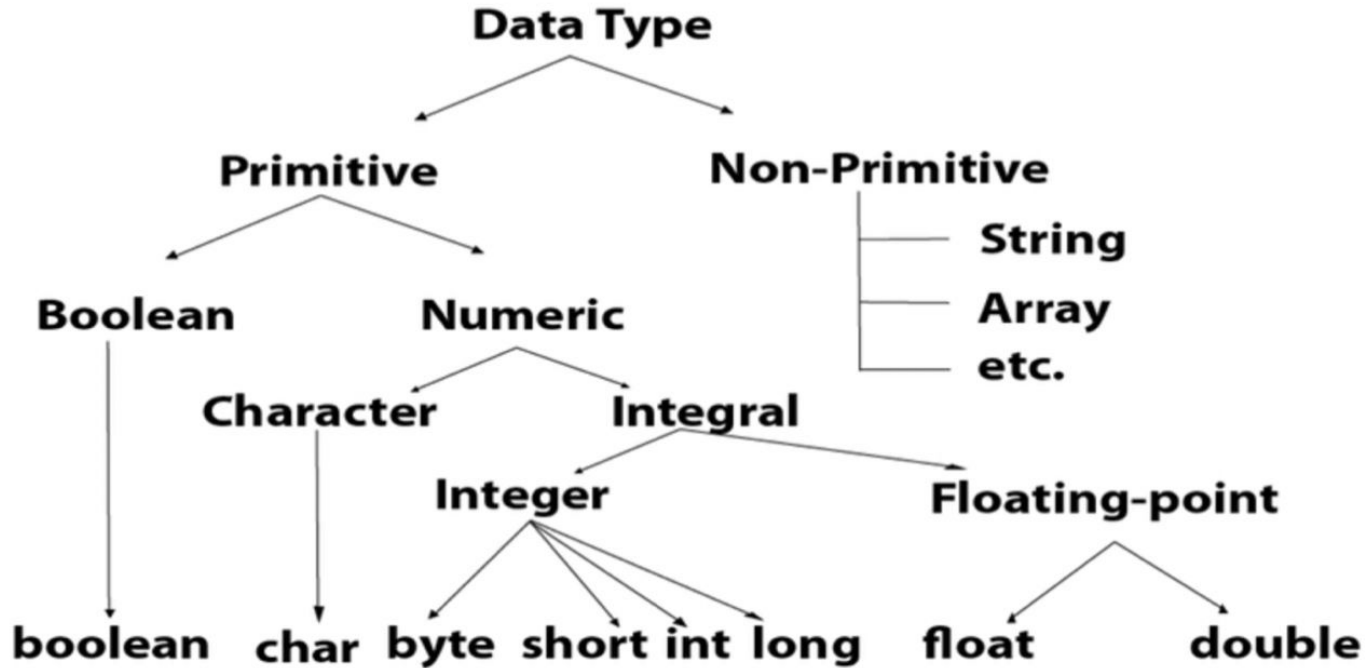 Data Type
Primitive
Non-Primitive
String
Array
etc.
Boolean
Numeric
Character
Integral
Integer
Floating-point
boolean
char
byte
short
int
long
float
double